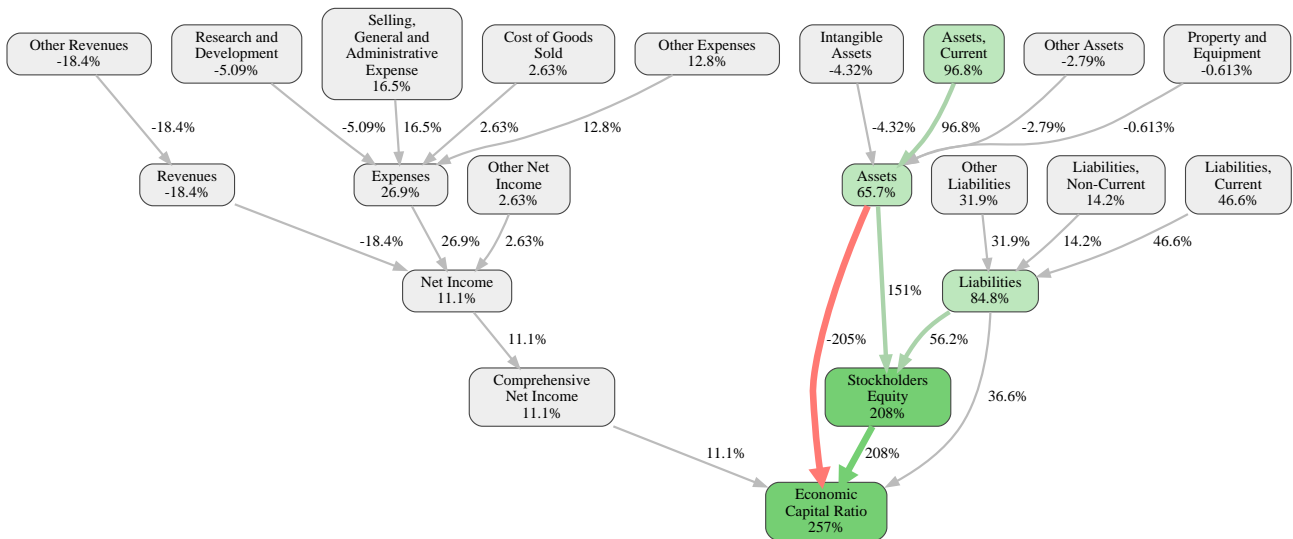 Other Revenues
-18.4%
Research and
Development
-5.09%
Selling,
General and
Administrative
Expense
16.5%
Cost of Goods
Sold
2.63%
Other Expenses
12.8%
Intangible
Assets
-4.32%
Assets,
Current
96.8%
Other Assets
-2.79%
Property and
Equipment
-0.613%
-18.4%
-5.09%
16.5%
2.63%
12.8%
-4.32%
96.8%
-2.79%
-0.613%
Revenues
-18.4%
Expenses
26.9%
Other Net
Income
2.63%
Assets
65.7%
Other
Liabilities
31.9%
Liabilities,
Non-Current
14.2%
Liabilities,
Current
46.6%
-18.4%
26.9%
2.63%
31.9%
14.2%
46.6%
Net Income
11.1%
Liabilities
84.8%
151%
11.1%
-205%
56.2%
Comprehensive
Net Income
11.1%
Stockholders
Equity
208%
36.6%
11.1%
208%
Economic
Capital Ratio
257%